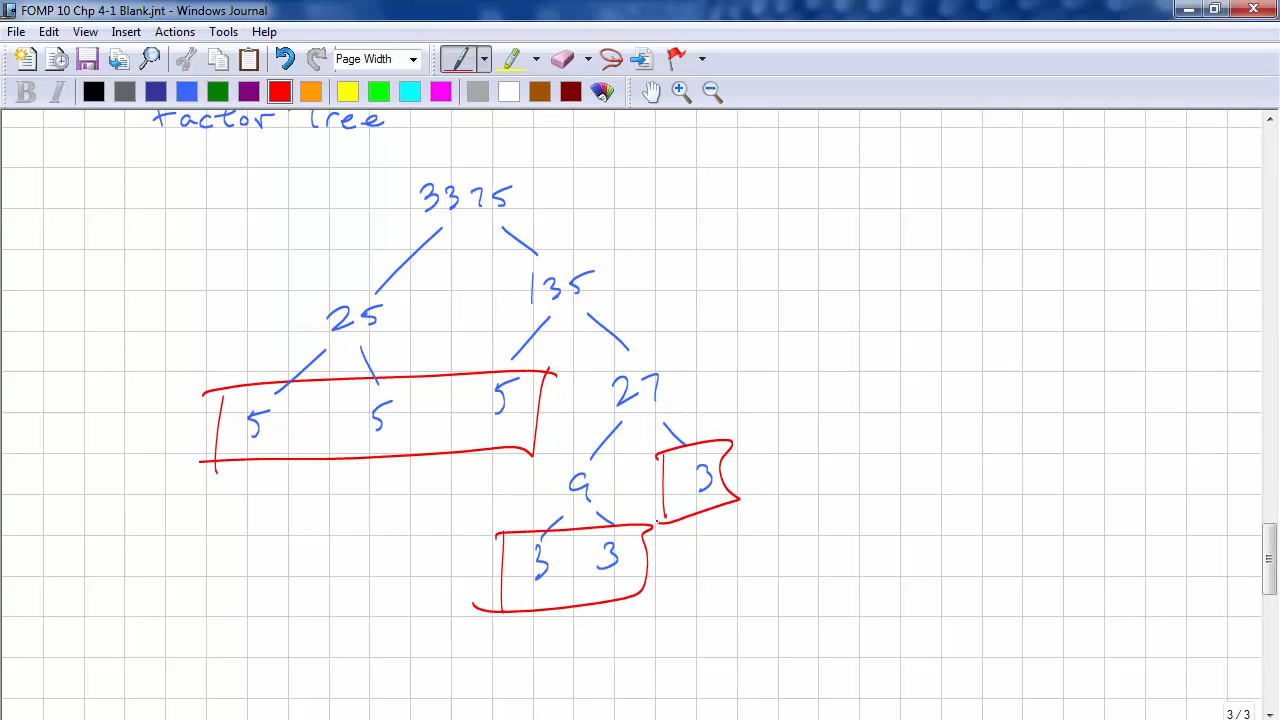 FOMP 10 Chp 4-1 Blank.jnt - Windows Journal
File Edit View Insert Actions Tools Help
Page Width
B I
Factor Tree
3375
135
25
27
5 5 5
9 3
3 3
3 / 3